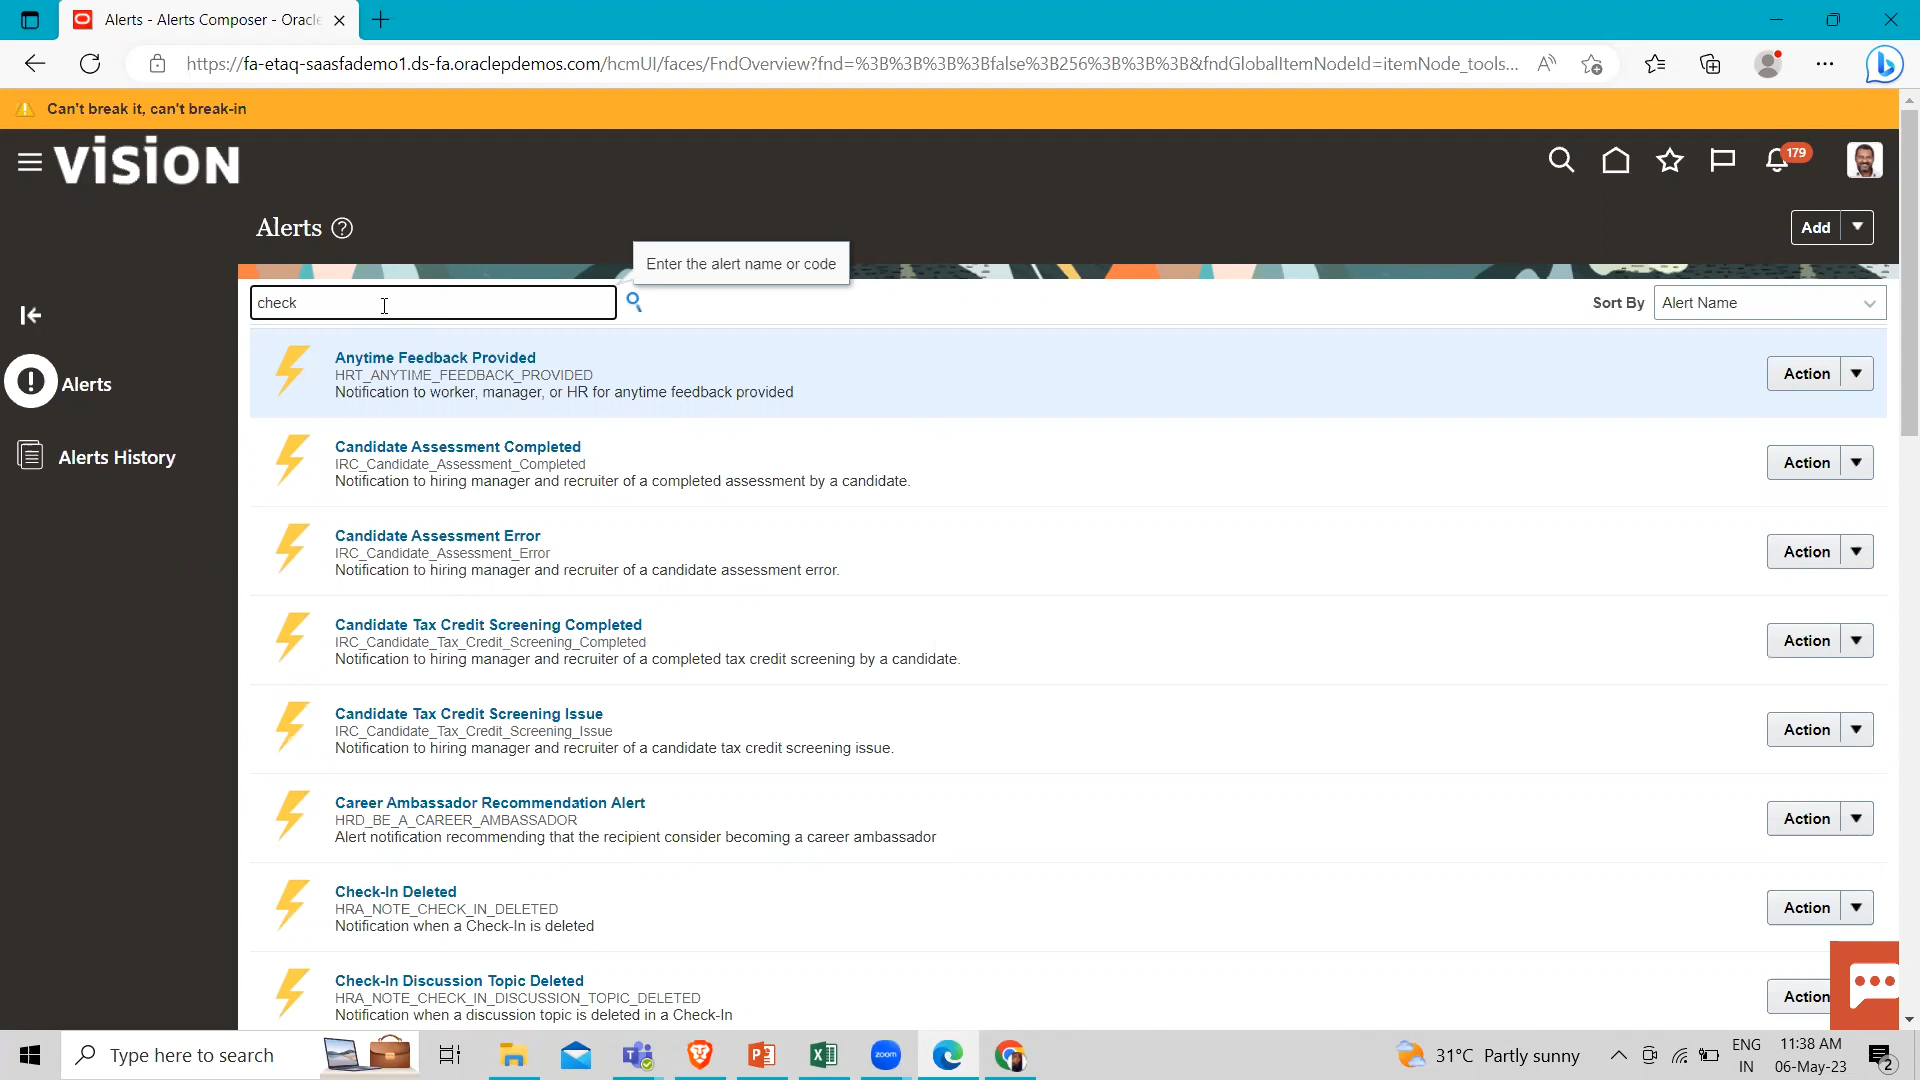 Alerts - Alerts Composer - Oracle
https://fa-etaq-saasfademo1.ds-fa.oraclepdemos.com/hcmUI/faces/FndOverview?fnd=%3B%3B%3B%3Bfalse%3B256%3B%3B%3B&fndGlobalItemNodeId=itemNode_tools...
Can't break it, can't break-in
vision
179
Alerts
Add
Enter the alert name or code
check
Sort By
Alert Name
Alerts
Alerts History
Anytime Feedback Provided
HRT_ANYTIME_FEEDBACK_PROVIDED
Notification to worker, manager, or HR for anytime feedback provided
Action
Candidate Assessment Completed
IRC_Candidate_Assessment_Completed
Notification to hiring manager and recruiter of a completed assessment by a candidate.
Action
Candidate Assessment Error
IRC_Candidate_Assessment_Error
Notification to hiring manager and recruiter of a candidate assessment error.
Action
Candidate Tax Credit Screening Completed
IRC_Candidate_Tax_Credit_Screening_Completed
Notification to hiring manager and recruiter of a completed tax credit screening by a candidate.
Action
Candidate Tax Credit Screening Issue
IRC_Candidate_Tax_Credit_Screening_Issue
Notification to hiring manager and recruiter of a candidate tax credit screening issue.
Action
Career Ambassador Recommendation Alert
HRD_BE_A_CAREER_AMBASSADOR
Alert notification recommending that the recipient consider becoming a career ambassador
Action
Check-In Deleted
HRA_NOTE_CHECK_IN_DELETED
Notification when a Check-In is deleted
Action
Check-In Discussion Topic Deleted
HRA_NOTE_CHECK_IN_DISCUSSION_TOPIC_DELETED
Notification when a discussion topic is deleted in a Check-In
Action
Type here to search
zoom
31°C Partly sunny
ENG
IN
11:38 AM
06-May-23
2